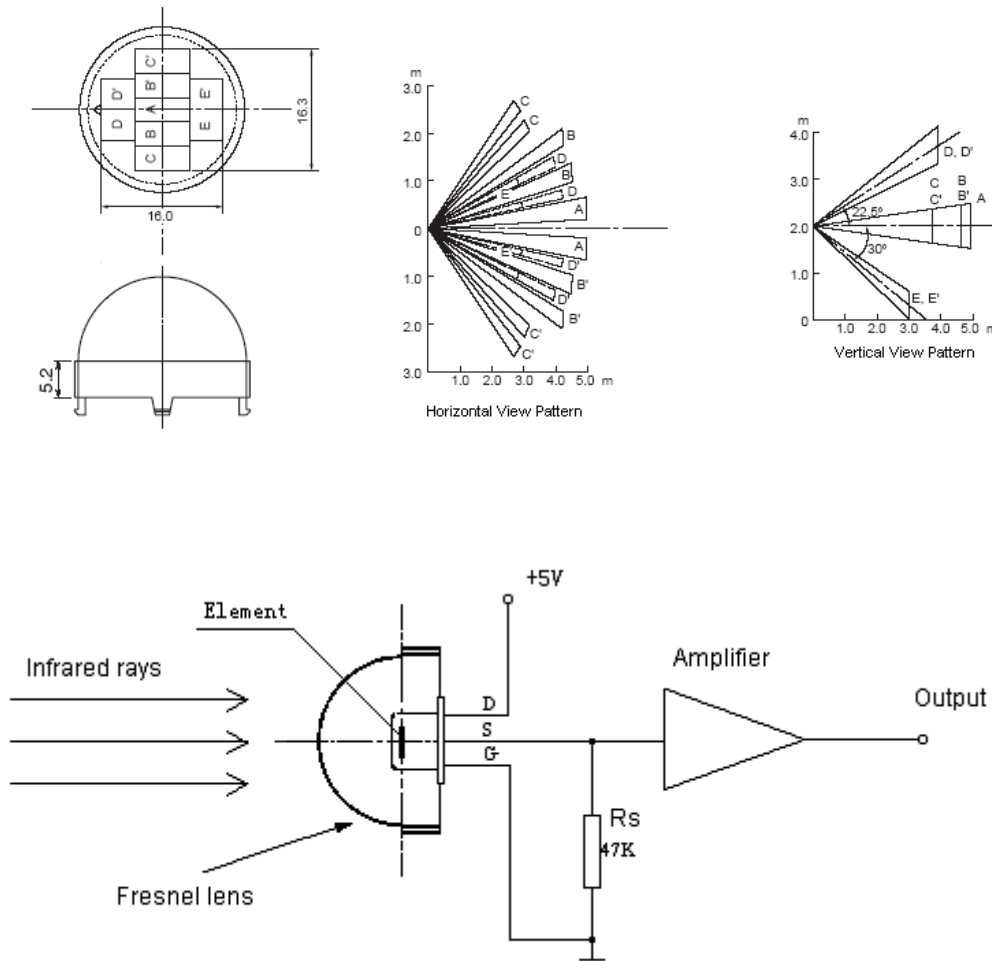 C'
B'
A
B
C
D'
D
E'
E
16.3
16.0
5.2
m
3.0
2.0
1.0
0
1.0
2.0
3.0
1.0 2.0 3.0 4.0 5.0 m
C
C
B
D
B
E
D
A
A
E'
D'
B'
D'
B'
C'
C'
Horizontal View Pattern
m
4.0
3.0
2.0
1.0
0
1.0 2.0 3.0 4.0 5.0 m
D, D'
C B
C' B' A
22.5°
30°
E, E'
Vertical View Pattern
+5V
Element
Infrared rays
Amplifier
Output
D
S
G
Rs
47K
Fresnel lens